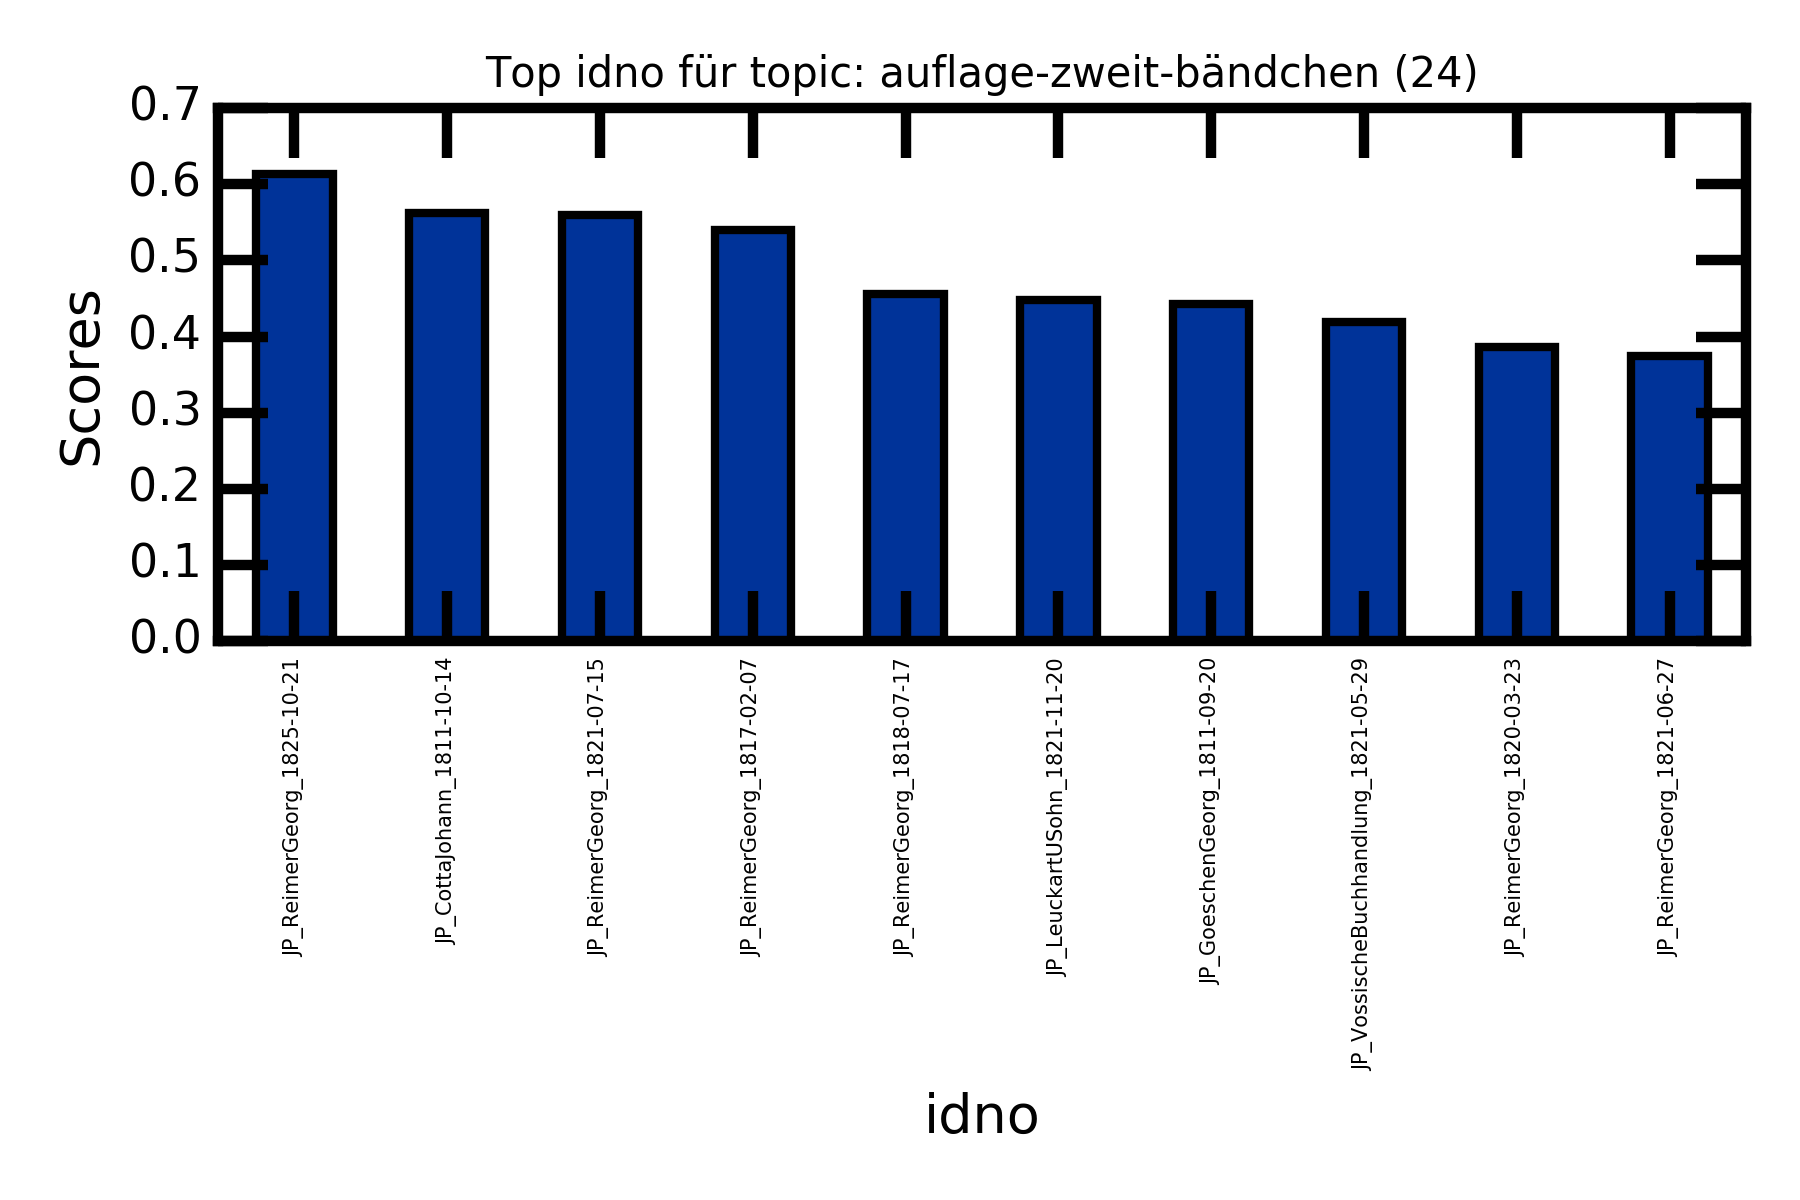 Top idno für topic: auflage-zweit-bändchen (24)
Scores
0.7
0.6
0.5
0.4
0.3
0.2
0.1
0.0
JP_ReimerGeorg_1825-10-21
JP_CottaJohann_1811-10-14
JP_ReimerGeorg_1821-07-15
JP_ReimerGeorg_1817-02-07
JP_ReimerGeorg_1818-07-17
JP_LeuckartUSohn_1821-11-20
JP_GoeschenGeorg_1811-09-20
JP_VossischeBuchhandlung_1821-05-29
JP_ReimerGeorg_1820-03-23
JP_ReimerGeorg_1821-06-27
idno